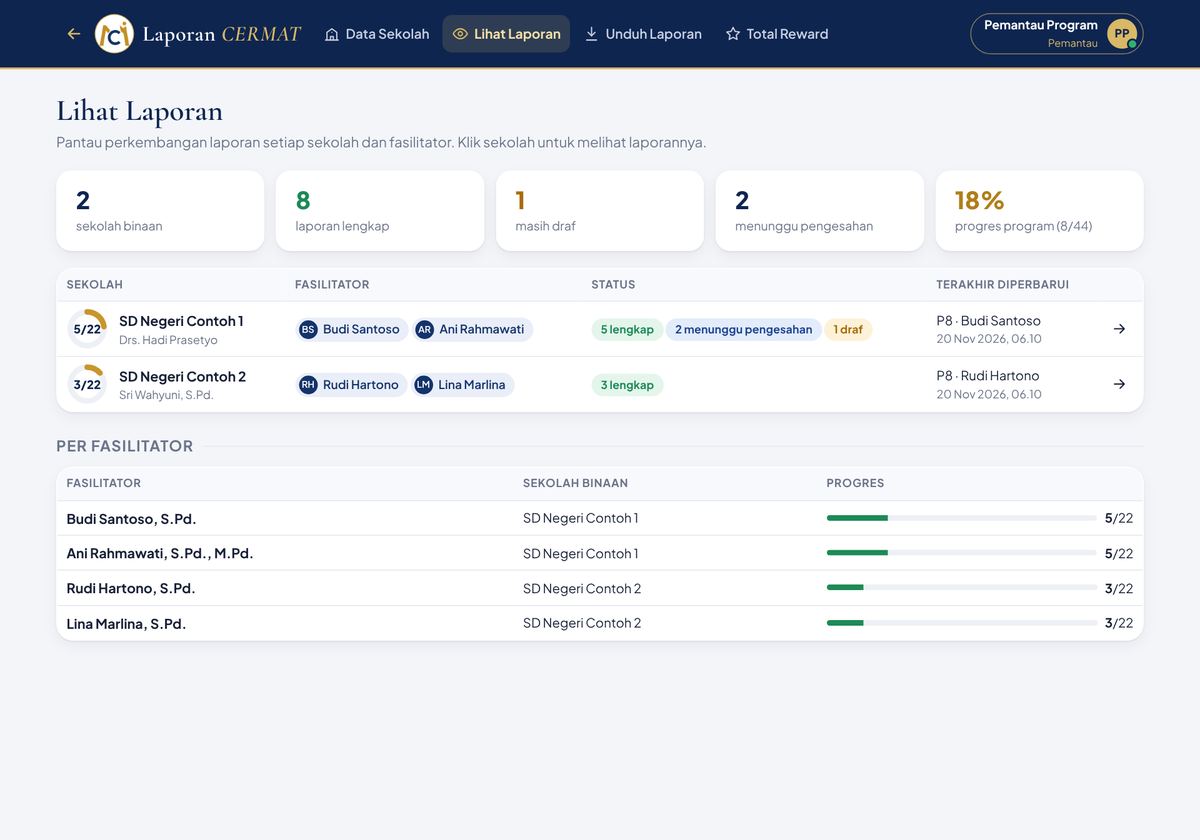 Laporan CERMAT
Data Sekolah
Lihat Laporan
Unduh Laporan
Total Reward
Pemantau Program
Pemantau
PP
Lihat Laporan
Pantau perkembangan laporan setiap sekolah dan fasilitator. Klik sekolah untuk melihat laporannya.
2
sekolah binaan
8
laporan lengkap
1
masih draf
2
menunggu pengesahan
18%
progres program (8/44)
SEKOLAH FASILITATOR STATUS TERAKHIR DIPERBARUI
5/22 SD Negeri Contoh 1
Drs. Hadi Prasetyo
BS Budi Santoso AR Ani Rahmawati
5 lengkap 2 menunggu pengesahan 1 draf
P8 · Budi Santoso
20 Nov 2026, 06.10
3/22 SD Negeri Contoh 2
Sri Wahyuni, S.Pd.
RH Rudi Hartono LM Lina Marlina
3 lengkap
P8 · Rudi Hartono
20 Nov 2026, 06.10
PER FASILITATOR
FASILITATOR SEKOLAH BINAAN PROGRES
Budi Santoso, S.Pd. SD Negeri Contoh 1 5/22
Ani Rahmawati, S.Pd., M.Pd. SD Negeri Contoh 1 5/22
Rudi Hartono, S.Pd. SD Negeri Contoh 2 3/22
Lina Marlina, S.Pd. SD Negeri Contoh 2 3/22